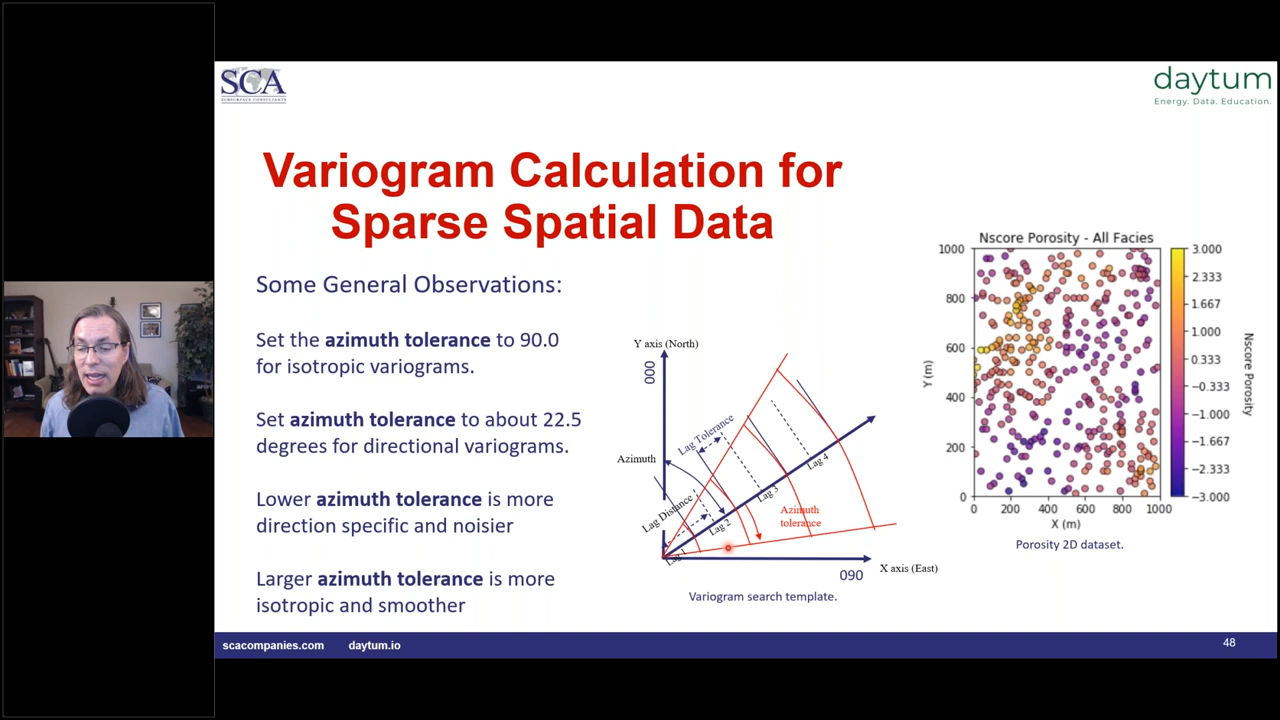 SCA
SUBSURFACE CONSULTANTS
daytum
Energy. Data. Education.
Variogram Calculation for
Sparse Spatial Data
Some General Observations:
Set the azimuth tolerance to 90.0
for isotropic variograms.
Set azimuth tolerance to about 22.5
degrees for directional variograms.
Lower azimuth tolerance is more
direction specific and noisier
Larger azimuth tolerance is more
isotropic and smoother
Y axis (North)
000
Azimuth
Lag Tolerance
Lag Distance
Lag 1
Lag 2
Lag 3
Lag 4
Azimuth
tolerance
090
X axis (East)
Variogram search template.
Nscore Porosity - All Facies
1000
800
600
400
200
0
Y (m)
0 200 400 600 800 1000
X (m)
3.000
2.333
1.667
1.000
0.333
−0.333
−1.000
−1.667
−2.333
−3.000
Nscore Porosity
Porosity 2D dataset.
scacompanies.com daytum.io
48